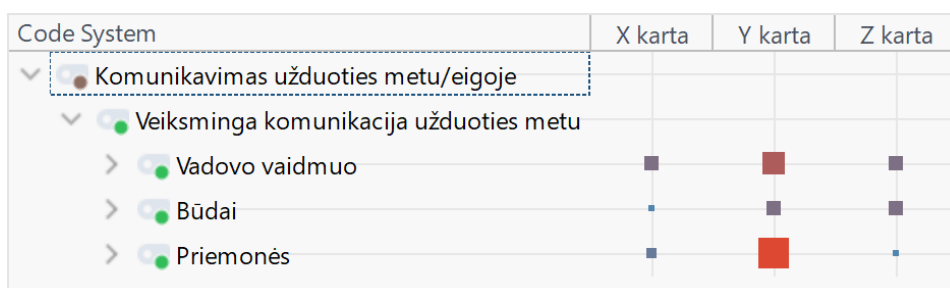 Code System X karta Y karta Z karta
Komunikavimas užduoties metu/eigoje
Veiksminga komunikacija užduoties metu
Vadovo vaidmuo
Būdai
Priemonės